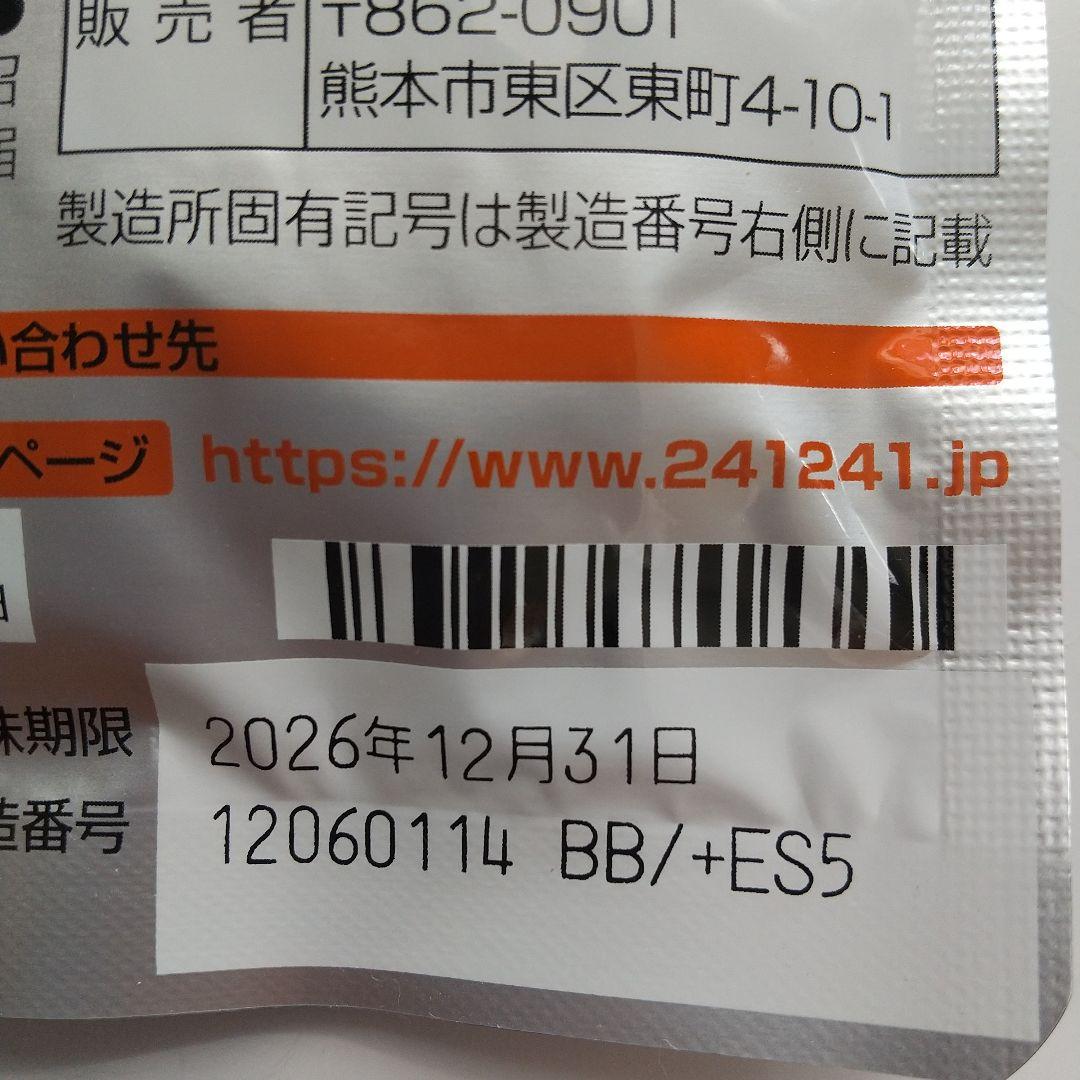 販売者
〒862-0901
熊本市東区東町4-10-1
製造所固有記号は製造番号右側に記載
い合わせ先
ページ https://www.241241.jp
味期限 2026年12月31日
造番号 12060114 BB/+ES5